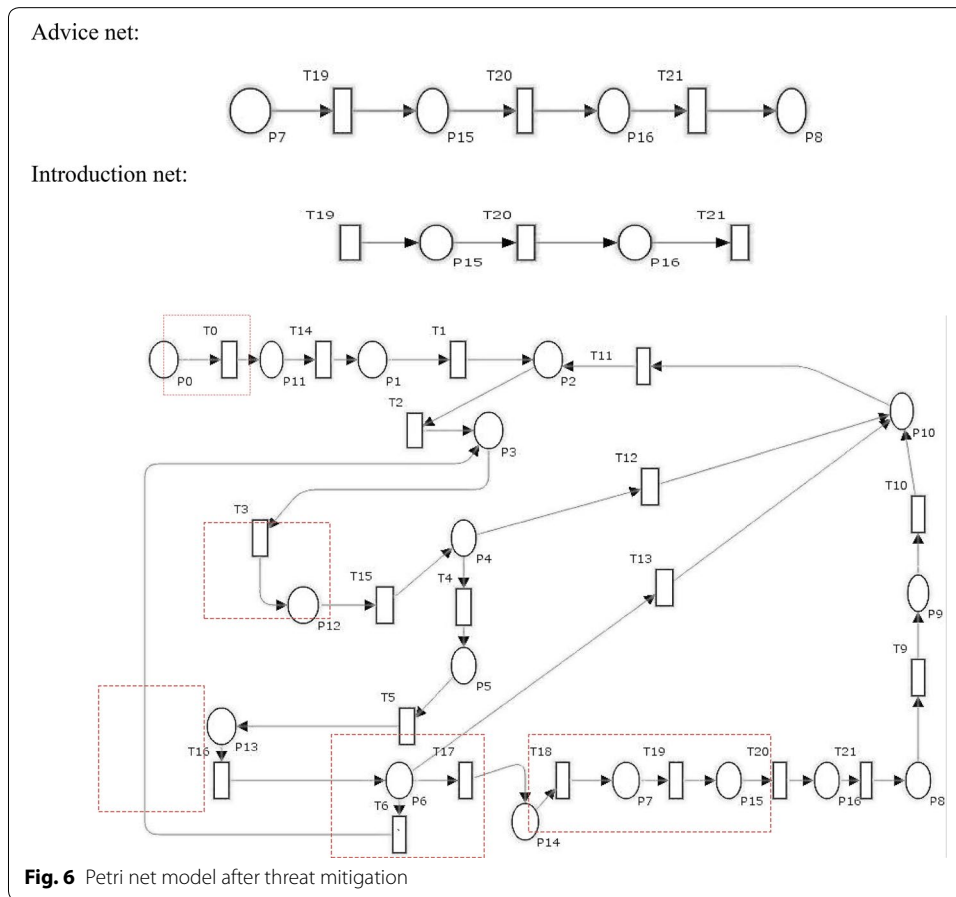 Advice net:
T19 T20 T21
P7 P15 P16 P8
Introduction net:
T19 T20 T21
P15 P16
T0 T14 T1 T11
P0 P11 P1 P2
T2
P3 P10
T12
T10
T3
P4
T13
T15 T4
P12 P9
T9
P5
T5
P13
T16 T17 T18 T19 T20 T21
P6 P7 P15 P16 P8
T6
P14
Fig. 6 Petri net model after threat mitigation